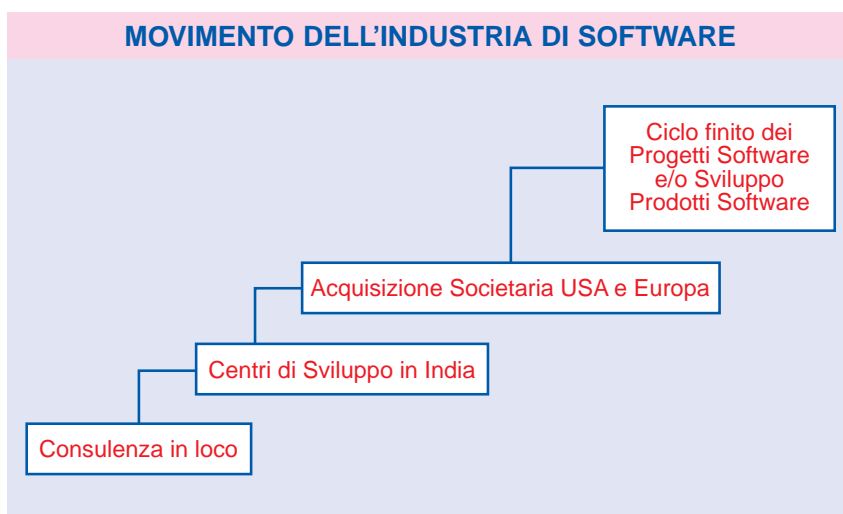 MOVIMENTO DELL’INDUSTRIA DI SOFTWARE
Ciclo finito dei
Progetti Software
e/o Sviluppo
Prodotti Software
Acquisizione Societaria USA e Europa
Centri di Sviluppo in India
Consulenza in loco